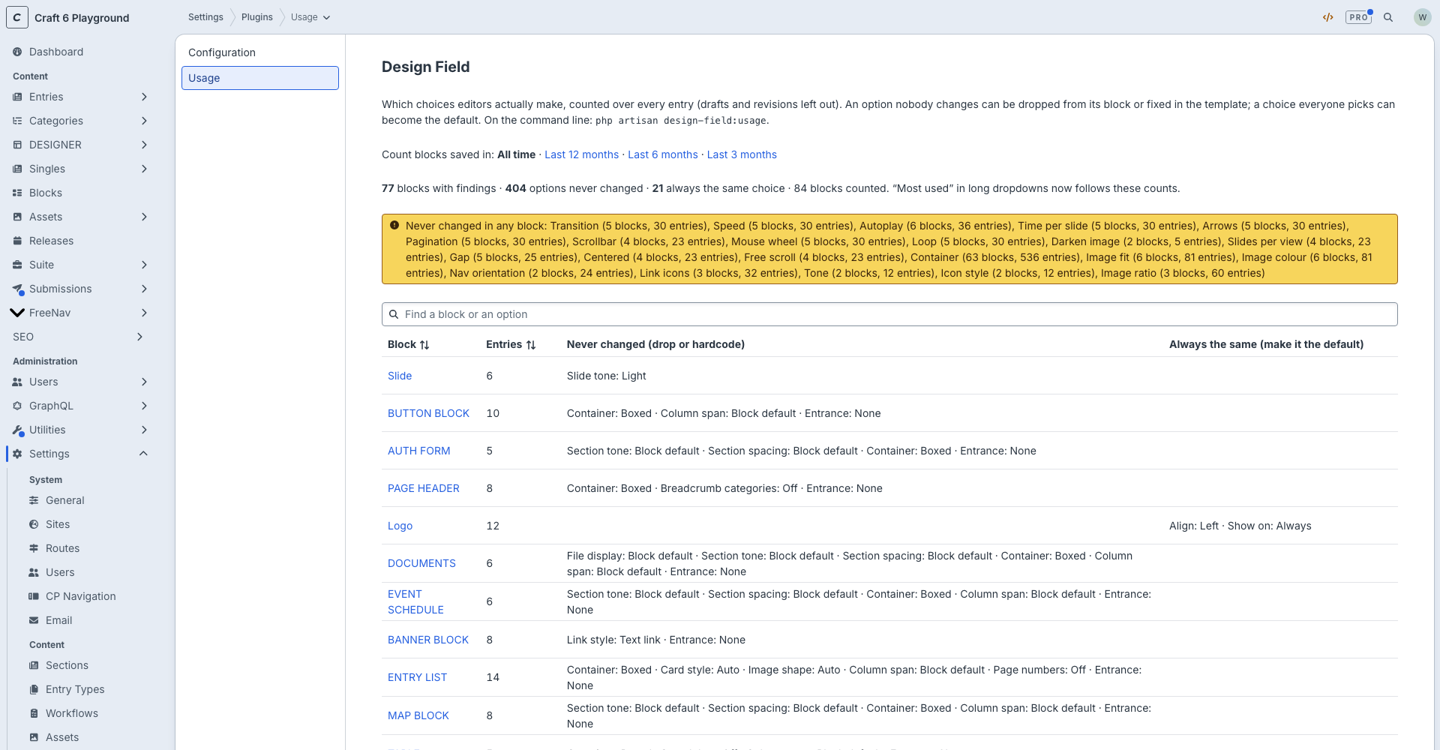 C Craft 6 Playground
Settings Plugins Usage
PRO
W
Dashboard
Content
Entries
Categories
DESIGNER
Singles
Blocks
Assets
Releases
Suite
Submissions
FreeNav
SEO
Administration
Users
GraphQL
Utilities
Settings
System
General
Sites
Routes
Users
CP Navigation
Email
Content
Sections
Entry Types
Workflows
Assets
Configuration
Usage
Design Field
Which choices editors actually make, counted over every entry (drafts and revisions left out). An option nobody changes can be dropped from its block or fixed in the template; a choice everyone picks can
become the default. On the command line: php artisan design-field:usage.
Count blocks saved in: All time · Last 12 months · Last 6 months · Last 3 months
77 blocks with findings · 404 options never changed · 21 always the same choice · 84 blocks counted. “Most used” in long dropdowns now follows these counts.
Never changed in any block: Transition (5 blocks, 30 entries), Speed (5 blocks, 30 entries), Autoplay (6 blocks, 36 entries), Time per slide (5 blocks, 30 entries), Arrows (5 blocks, 30 entries),
Pagination (5 blocks, 30 entries), Scrollbar (4 blocks, 23 entries), Mouse wheel (5 blocks, 30 entries), Loop (5 blocks, 30 entries), Darken image (2 blocks, 5 entries), Slides per view (4 blocks, 23
entries), Gap (5 blocks, 25 entries), Centered (4 blocks, 23 entries), Free scroll (4 blocks, 23 entries), Container (63 blocks, 536 entries), Image fit (6 blocks, 81 entries), Image colour (6 blocks, 81
entries), Nav orientation (2 blocks, 24 entries), Link icons (3 blocks, 32 entries), Tone (2 blocks, 12 entries), Icon style (2 blocks, 12 entries), Image ratio (3 blocks, 60 entries)
Find a block or an option
Block Entries Never changed (drop or hardcode) Always the same (make it the default)
Slide 6 Slide tone: Light
BUTTON BLOCK 10 Container: Boxed · Column span: Block default · Entrance: None
AUTH FORM 5 Section tone: Block default · Section spacing: Block default · Container: Boxed · Entrance: None
PAGE HEADER 8 Container: Boxed · Breadcrumb categories: Off · Entrance: None
Logo 12 Align: Left · Show on: Always
DOCUMENTS 6 File display: Block default · Section tone: Block default · Section spacing: Block default · Container: Boxed · Column
span: Block default · Entrance: None
EVENT
SCHEDULE 6 Section tone: Block default · Section spacing: Block default · Container: Boxed · Column span: Block default · Entrance:
None
BANNER BLOCK 8 Link style: Text link · Entrance: None
ENTRY LIST 14 Container: Boxed · Card style: Auto · Image shape: Auto · Column span: Block default · Page numbers: Off · Entrance:
None
MAP BLOCK 8 Section tone: Block default · Section spacing: Block default · Container: Boxed · Column span: Block default · Entrance:
None